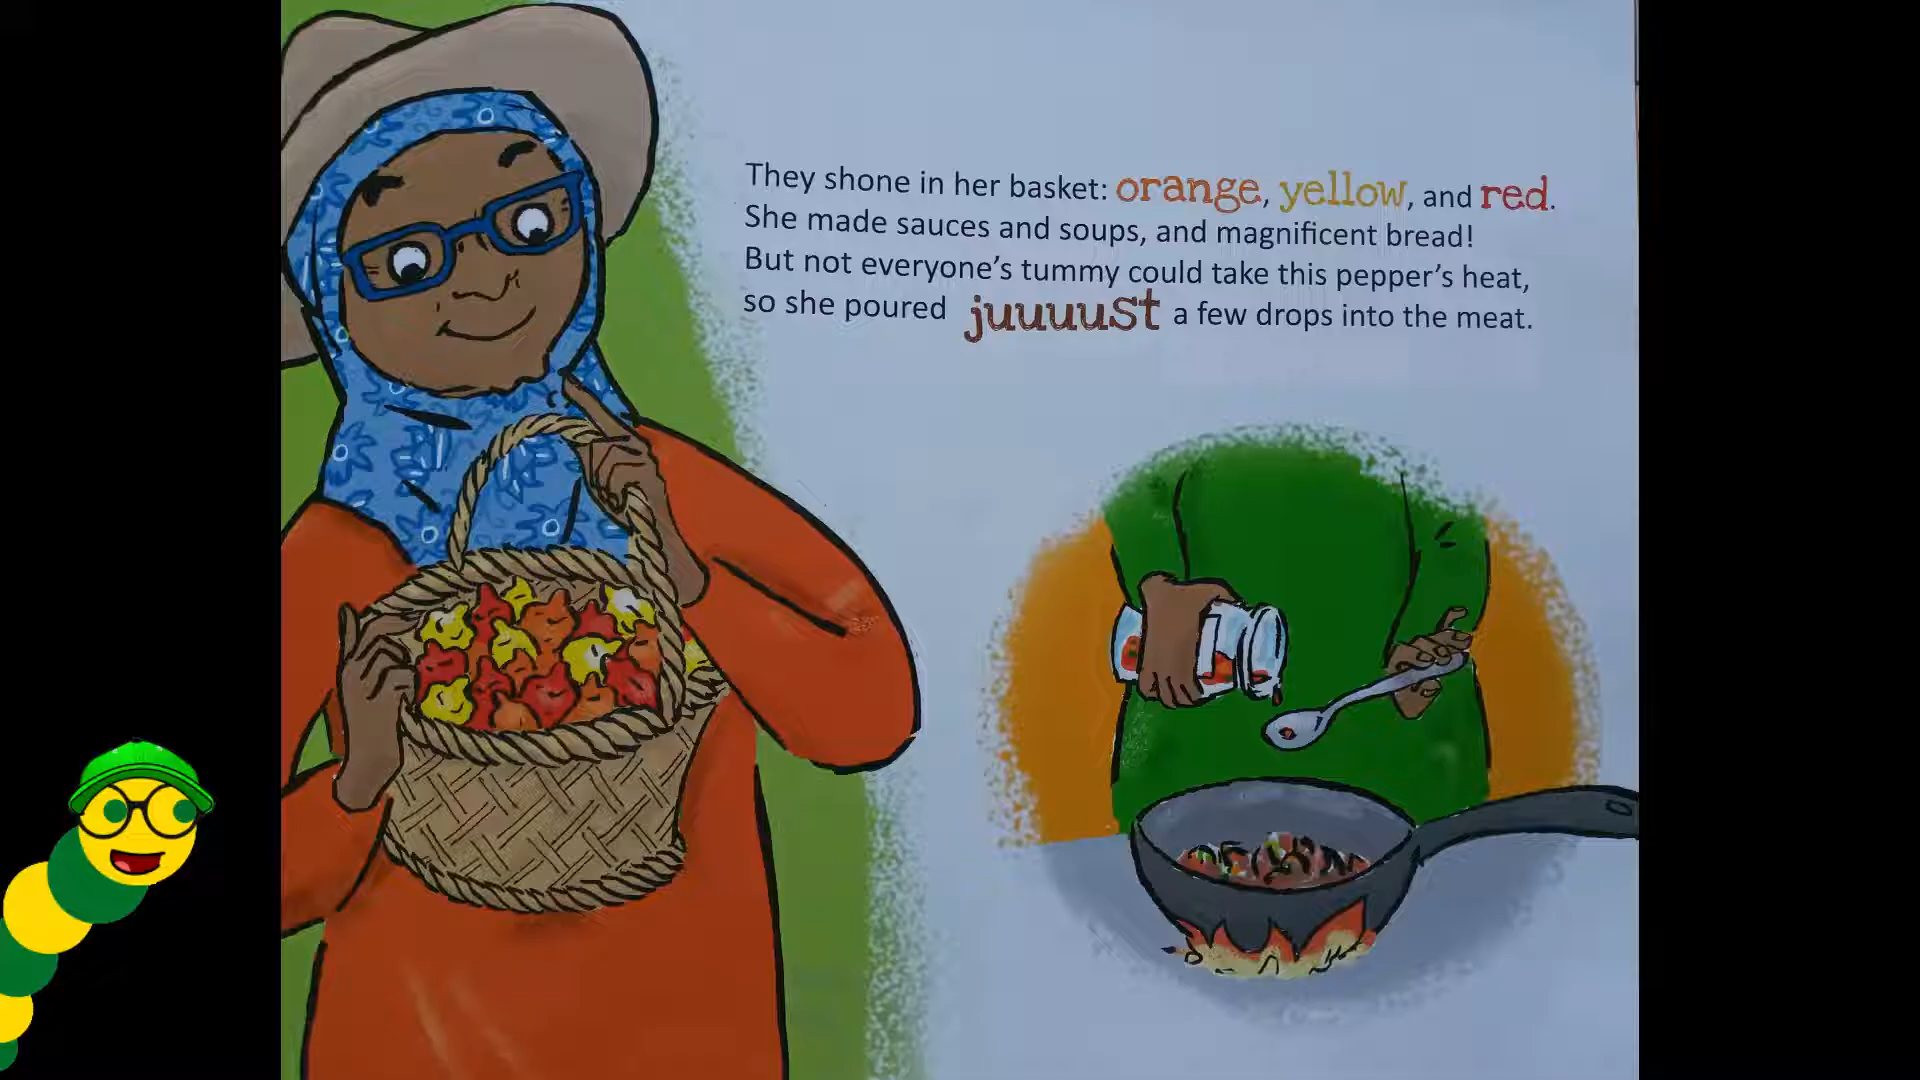 They shone in her basket: orange, yellow, and red.
She made sauces and soups, and magnificent bread!
But not everyone’s tummy could take this pepper’s heat,
so she poured juuuust a few drops into the meat.